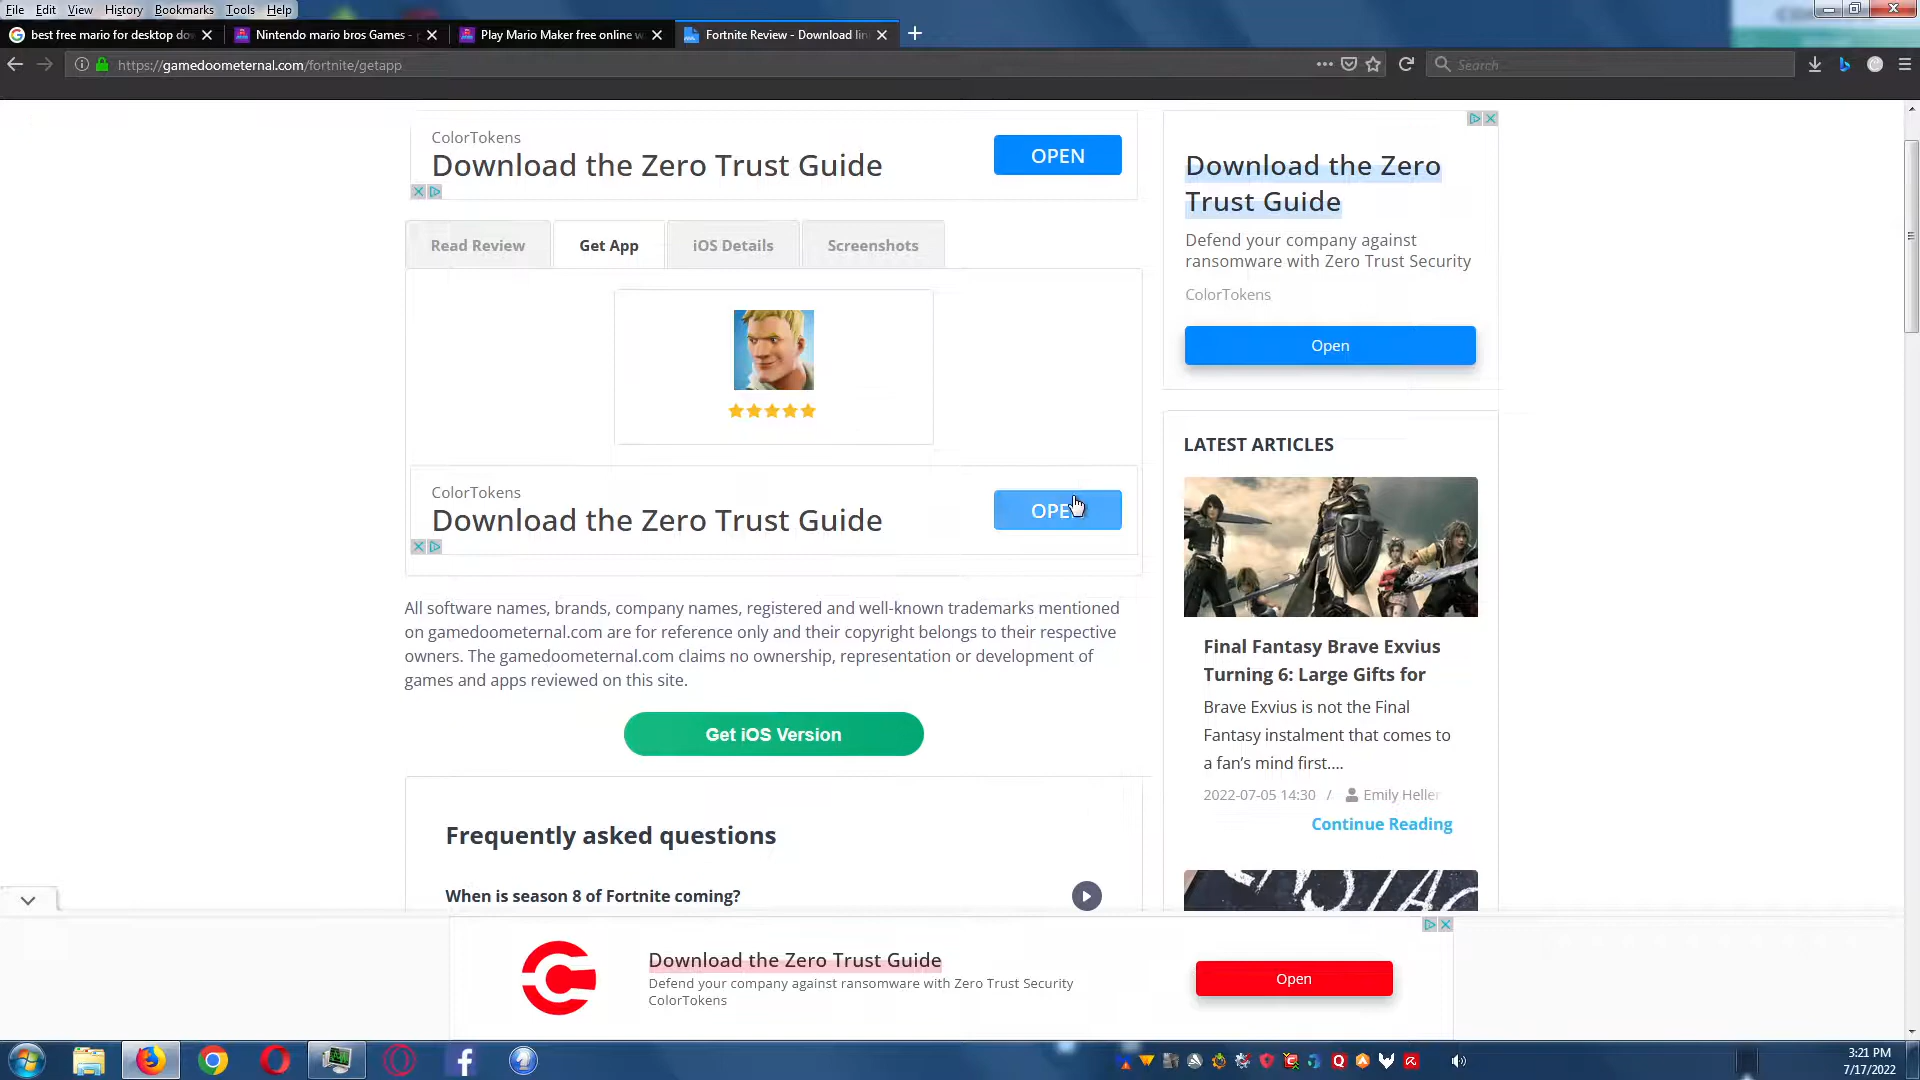 File Edit View History Bookmarks Tools Help
best free mario for desktop do
Nintendo mario bros Games - p
Play Mario Maker free online w
Fortnite Review - Download lin
https://gamedoometernal.com/fortnite/getapp
Search
ColorTokens
Download the Zero Trust Guide
OPEN
Read Review
Get App
iOS Details
Screenshots
ColorTokens
Download the Zero Trust Guide
OPE
All software names, brands, company names, registered and well-known trademarks mentioned
on gamedoometernal.com are for reference only and their copyright belongs to their respective
owners. The gamedoometernal.com claims no ownership, representation or development of
games and apps reviewed on this site.
Get iOS Version
Frequently asked questions
When is season 8 of Fortnite coming?
Download the Zero
Trust Guide
Defend your company against
ransomware with Zero Trust Security
ColorTokens
Open
LATEST ARTICLES
Final Fantasy Brave Exvius
Turning 6: Large Gifts for
Brave Exvius is not the Final
Fantasy instalment that comes to
a fan's mind first....
2022-07-05 14:30 / Emily Heller
Continue Reading
Download the Zero Trust Guide
Defend your company against ransomware with Zero Trust Security
ColorTokens
Open
3:21 PM
7/17/2022